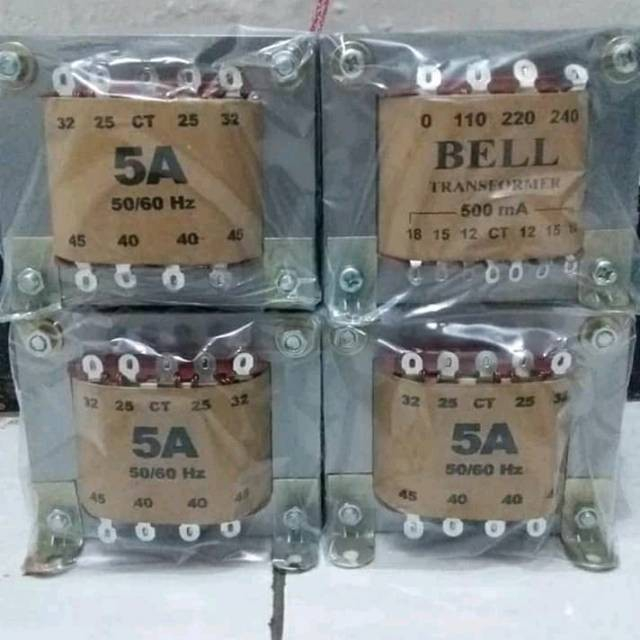 32 25 CT 25 32
5A
50/60 Hz
45 40 40 45
0 110 220 240
BELL
TRANSFORMER
500 mA
18 15 12 CT 12 15
32 25 CT 25 32
5A
50/60 Hz
45 40 40 45
32 25 CT 25
5A
50/60 Hz
45 40 40